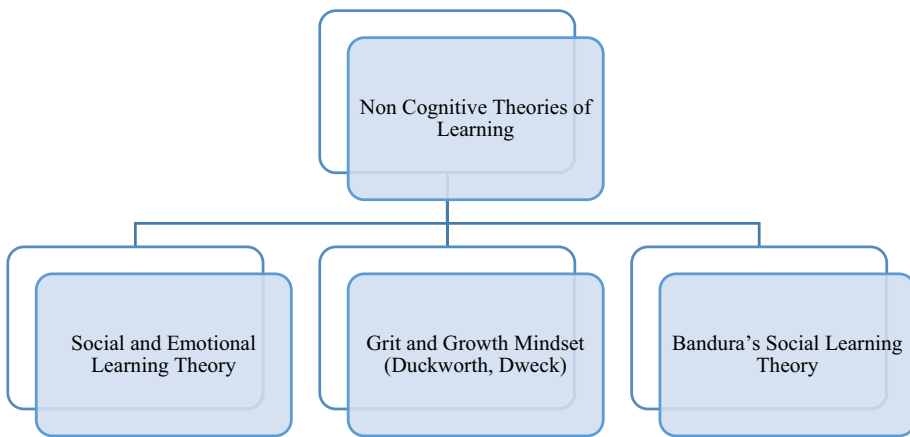 Non Cognitive Theories of
Learning
Social and Emotional
Learning Theory
Grit and Growth Mindset
(Duckworth, Dweck)
Bandura’s Social Learning
Theory